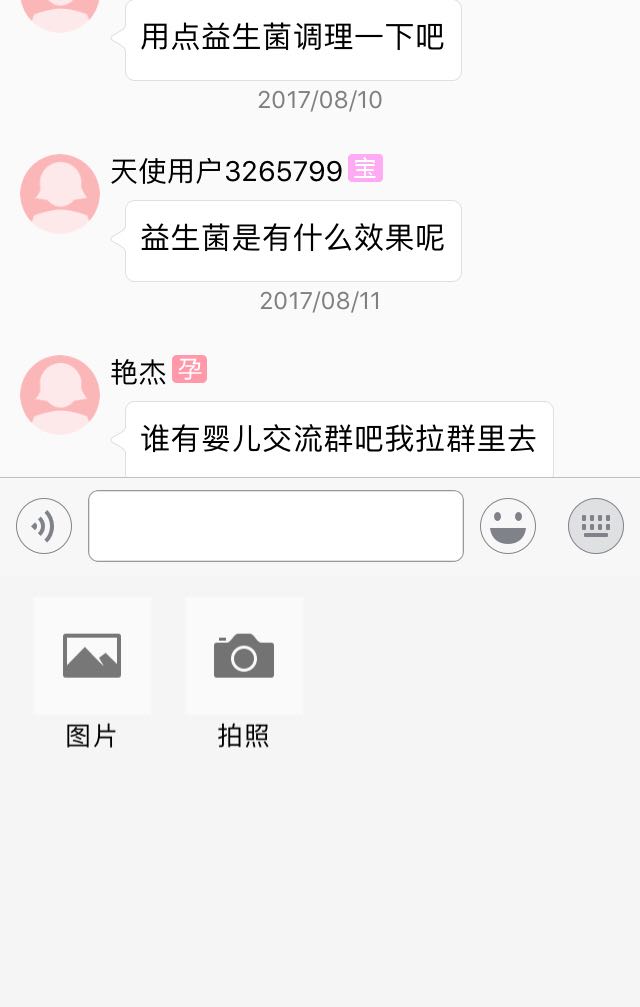 用点益生菌调理一下吧
2017/08/10
天使用户3265799 宝
益生菌是有什么效果呢
2017/08/11
艳杰 孕
谁有婴儿交流群吧我拉群里去
图片
拍照